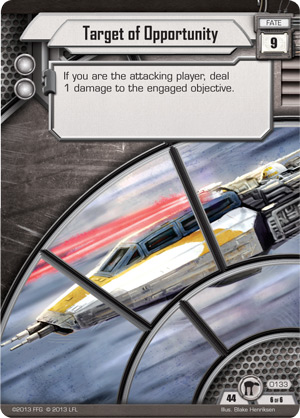 Target of Opportunity
FATE
9
If you are the attacking player, deal
1 damage to the engaged objective.
0133
44
6 of 6
©2013 FFG ©2013 LFL
Illus. Blake Henriksen